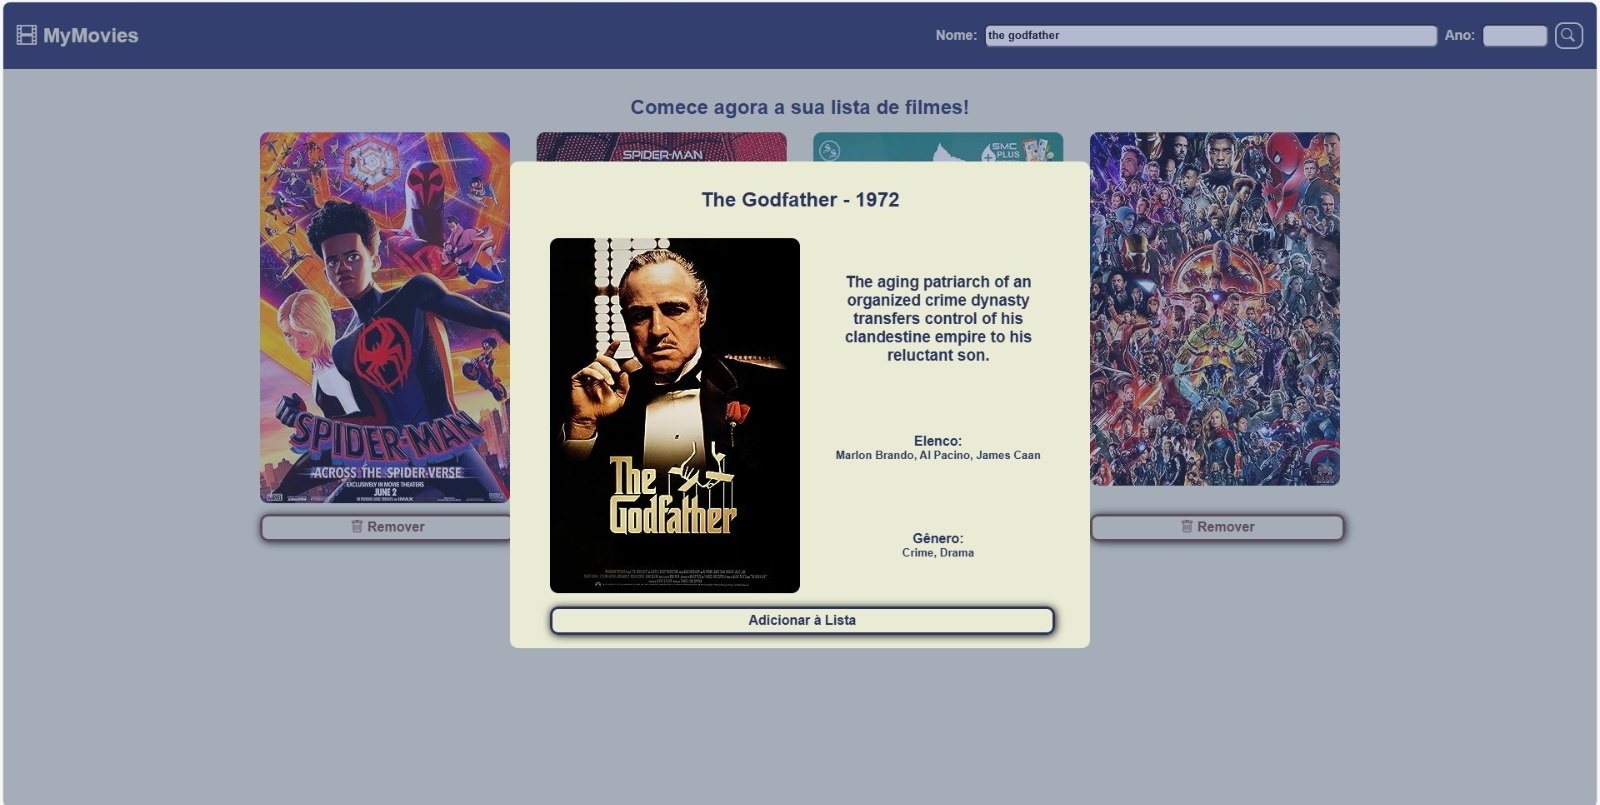 MyMovies
Nome: the godfather Ano:
Comece agora a sua lista de filmes!
SPIDER-MAN
SMC
PLUS
The Godfather - 1972
The aging patriarch of an
organized crime dynasty
transfers control of his
clandestine empire to his
reluctant son.
Elenco:
Marlon Brando, Al Pacino, James Caan
Gênero:
Crime, Drama
The
Godfather
Adicionar à Lista
SPIDER-MAN
ACROSS THE SPIDER-VERSE
EXCLUSIVELY IN MOVIE THEATERS
JUNE 2
Remover
Remover